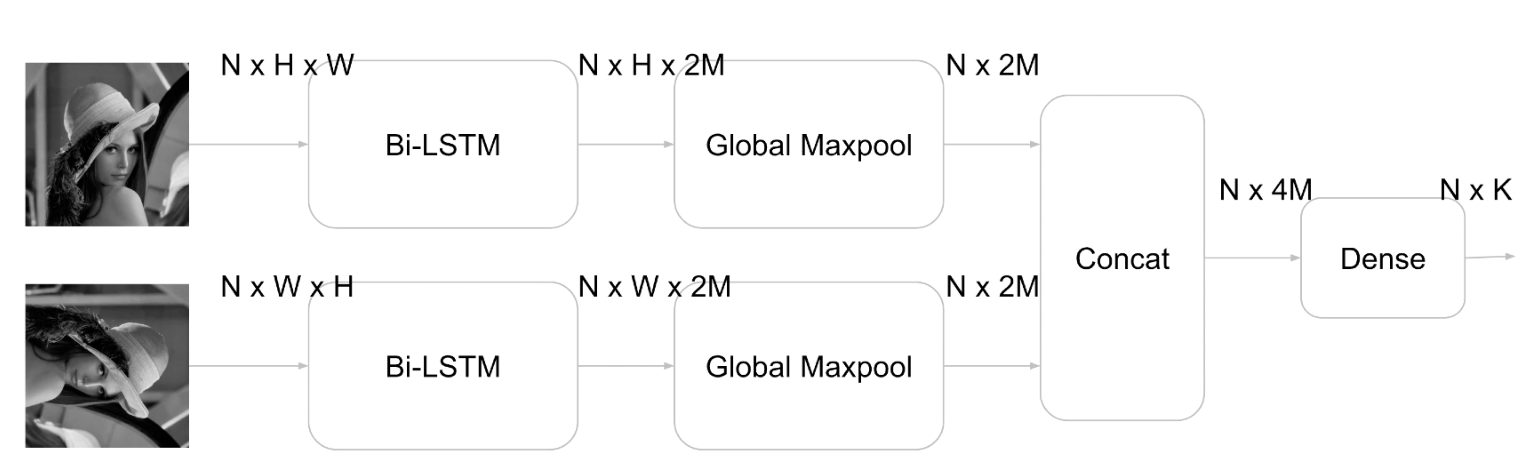 N x H x W
Bi-LSTM
N x H x 2M
Global Maxpool
N x 2M
N x W x H
Bi-LSTM
N x W x 2M
Global Maxpool
N x 2M
Concat
N x 4M
Dense
N x K